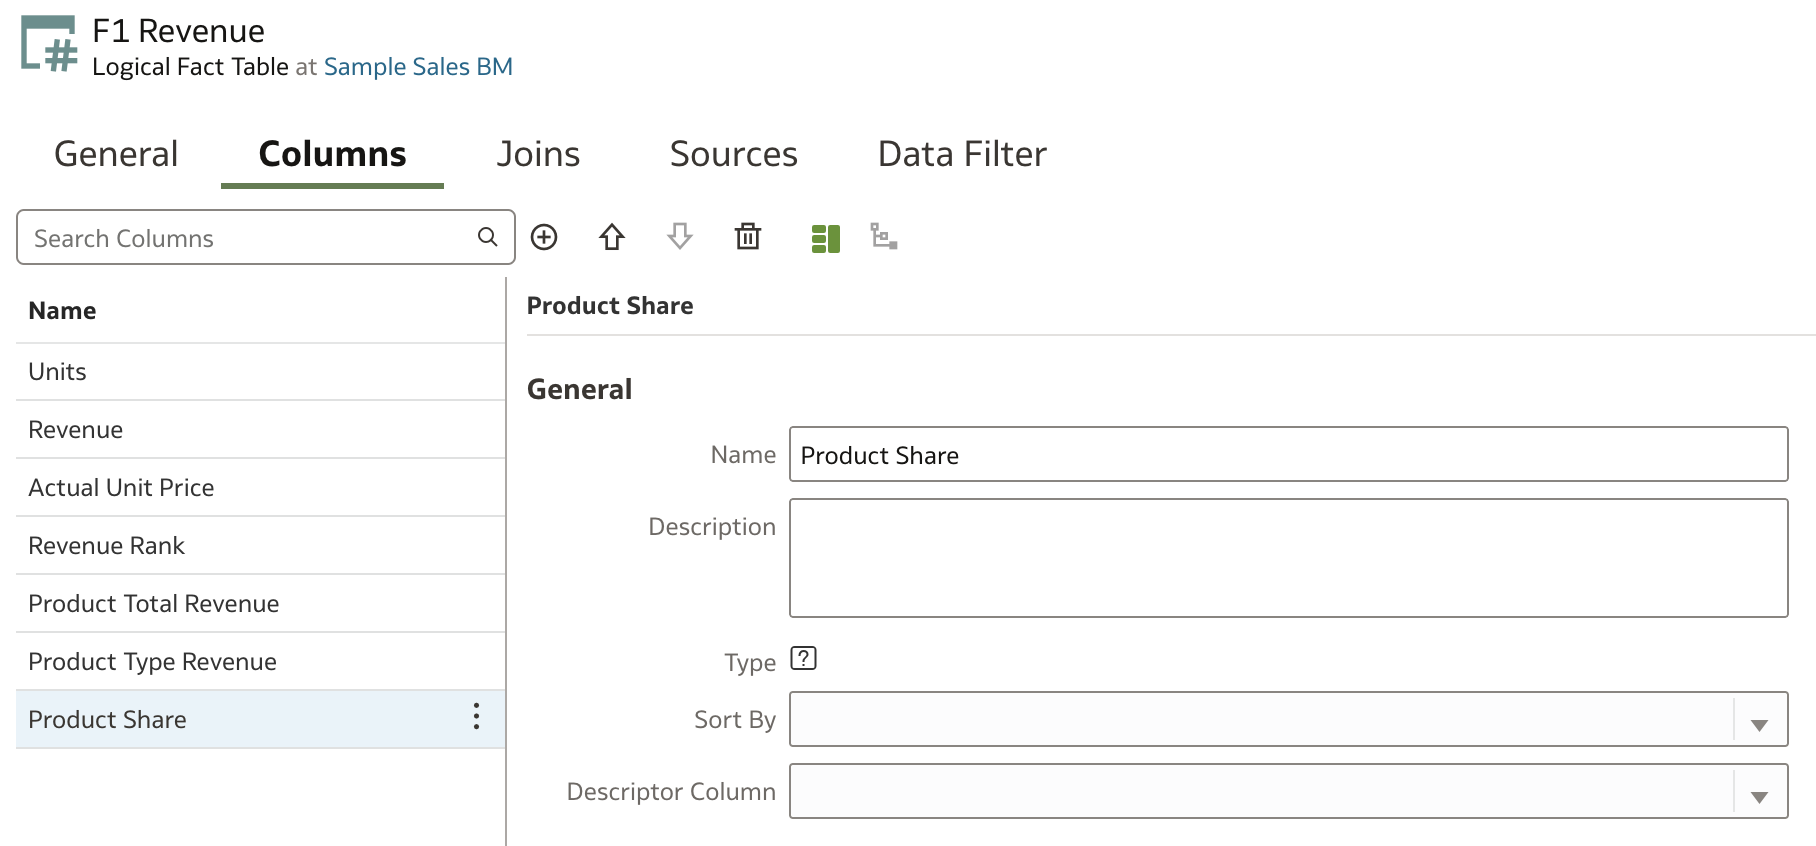 F1 Revenue
Logical Fact Table at Sample Sales BM
General
Columns
Joins
Sources
Data Filter
Search Columns
Name
Units
Revenue
Actual Unit Price
Revenue Rank
Product Total Revenue
Product Type Revenue
Product Share
Product Share
General
Name Product Share
Description
Type ?
Sort By
Descriptor Column